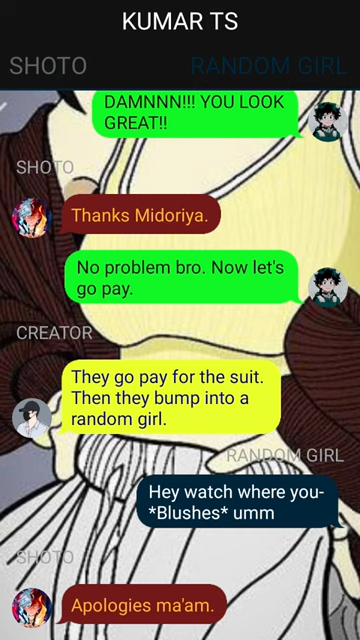 KUMAR TS
SHOTO
RANDOM GIRL
DAMNNN!!! YOU LOOK
GREAT!!
SHOTO
Thanks Midoriya.
No problem bro. Now let's
go pay.
CREATOR
They go pay for the suit.
Then they bump into a
random girl.
RANDOM GIRL
Hey watch where you-
*Blushes* umm
SHOTO
Apologies ma'am.